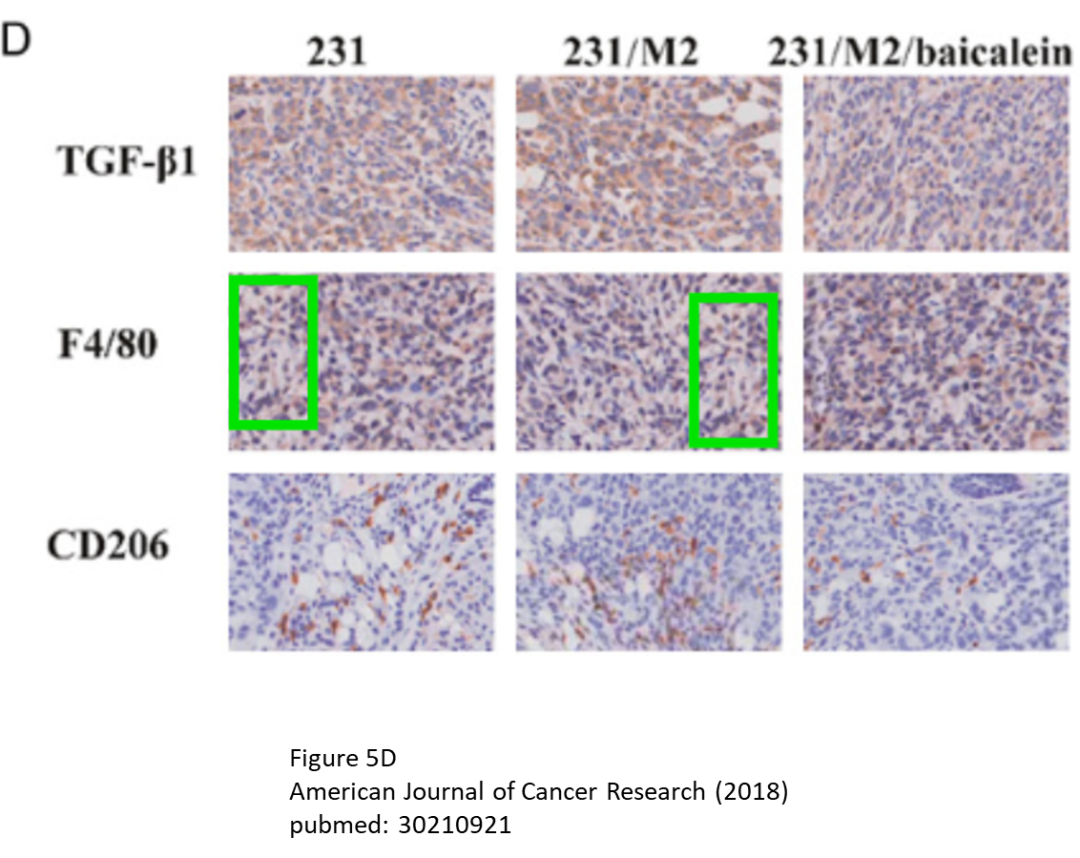 D
231 231/M2 231/M2/baicalein
TGF-β1
F4/80
CD206
Figure 5D
American Journal of Cancer Research (2018)
pubmed: 30210921